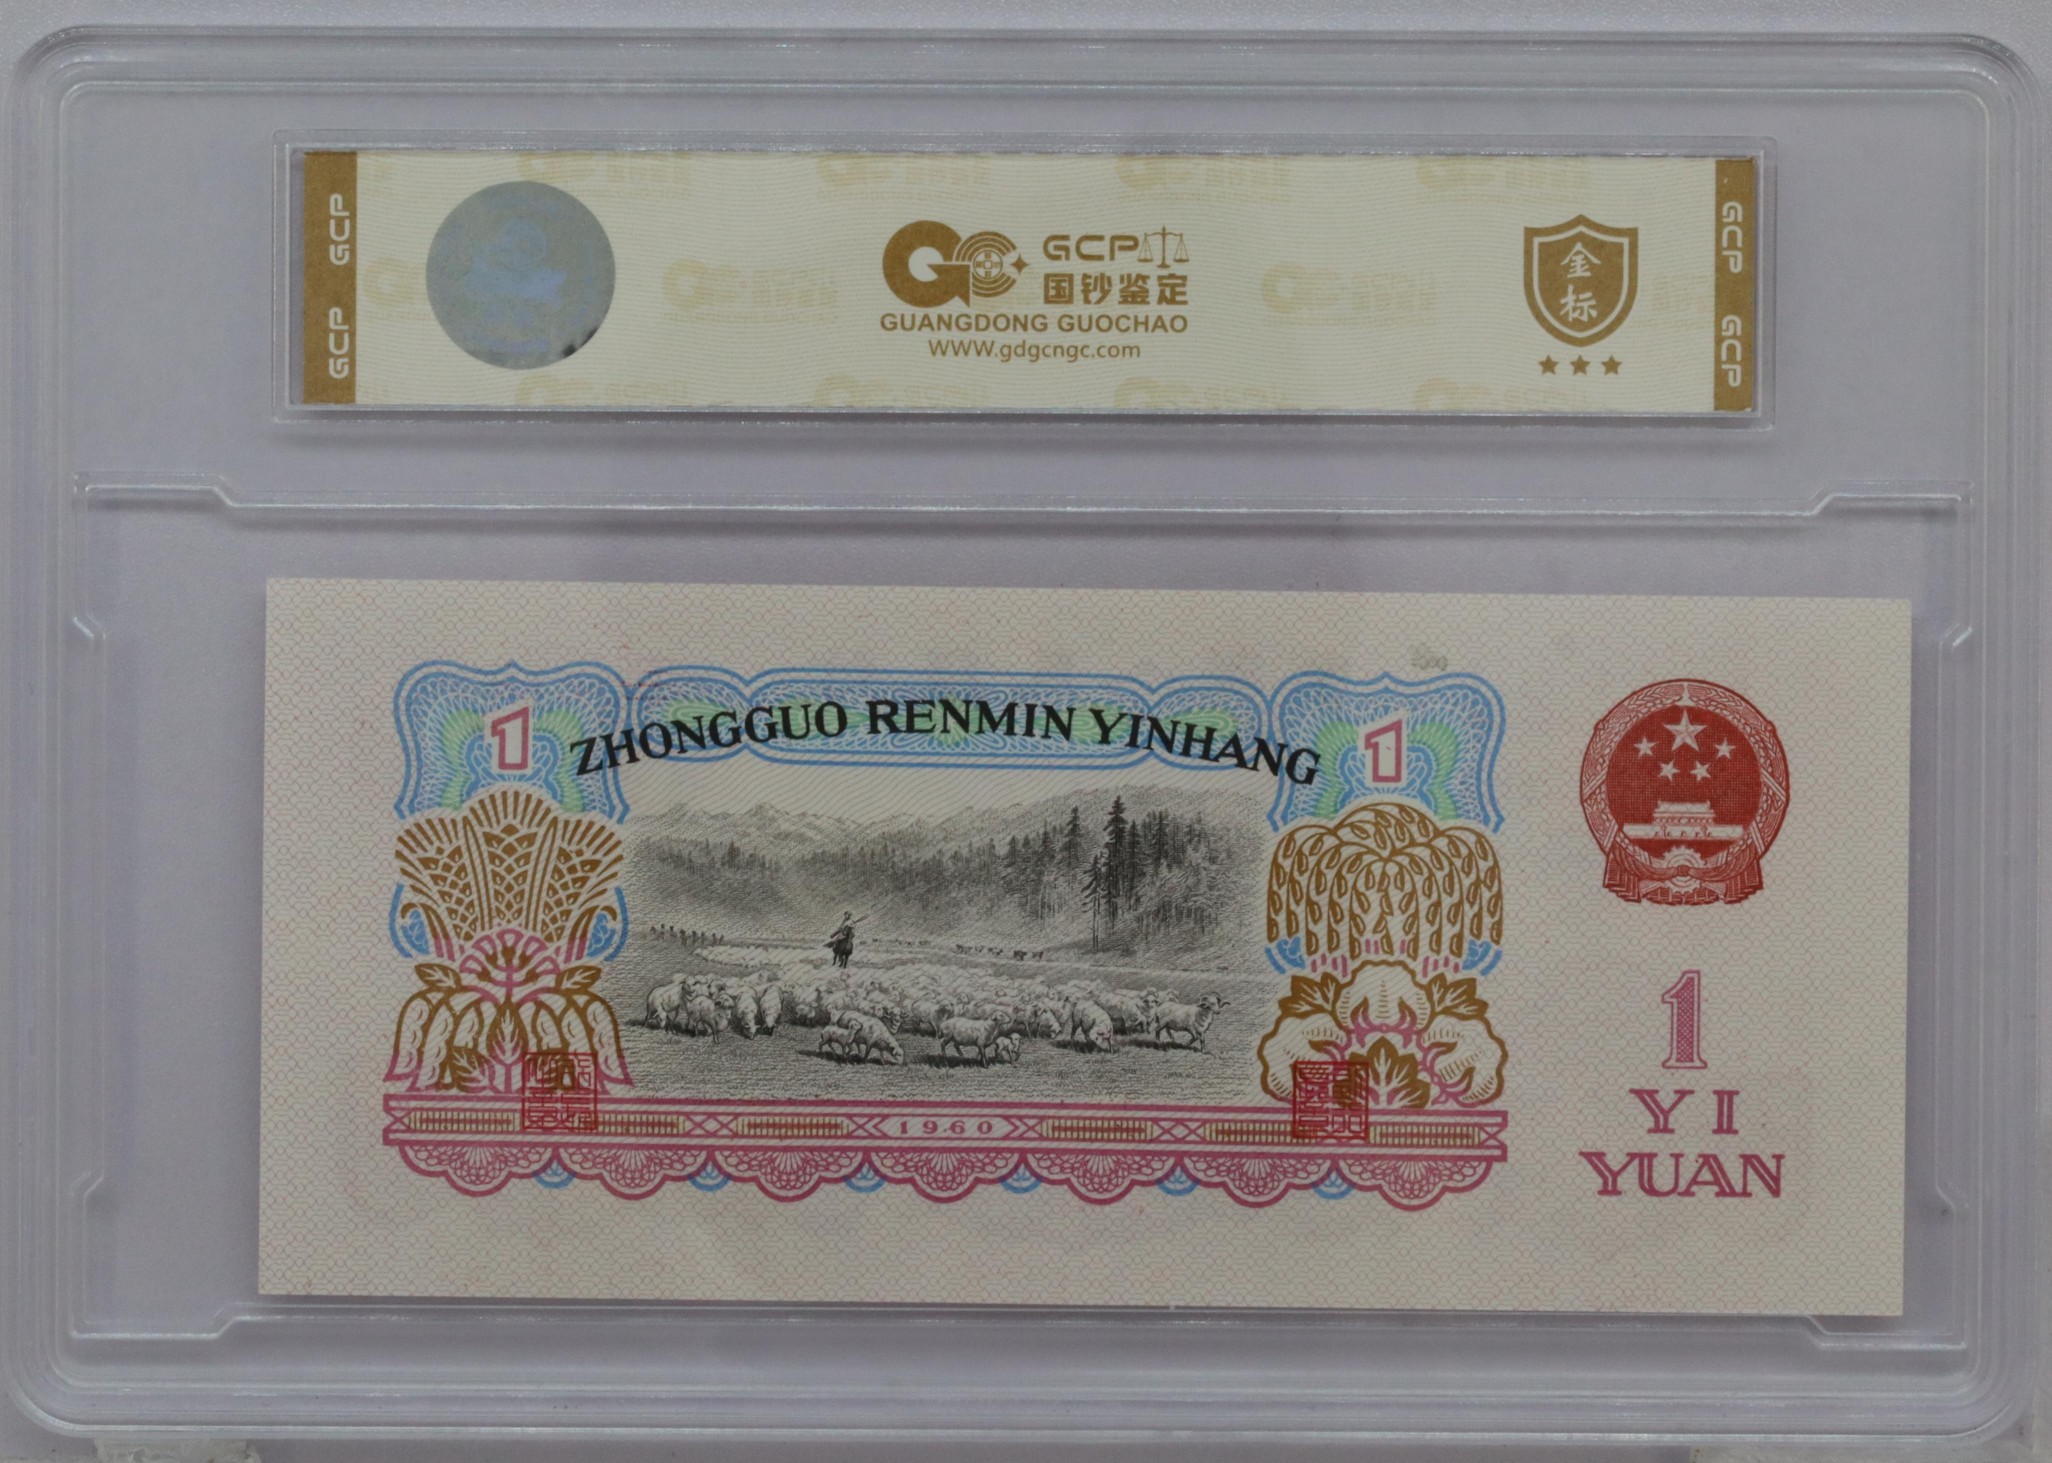 GCP
GCP
GCP
国钞鉴定
GUANGDONG GUOCHAO
WWW.gdgcngc.com
金标
GCP
GCP
1
ZHONGGUO RENMIN YINHANG
1
1960
1
YI
YUAN